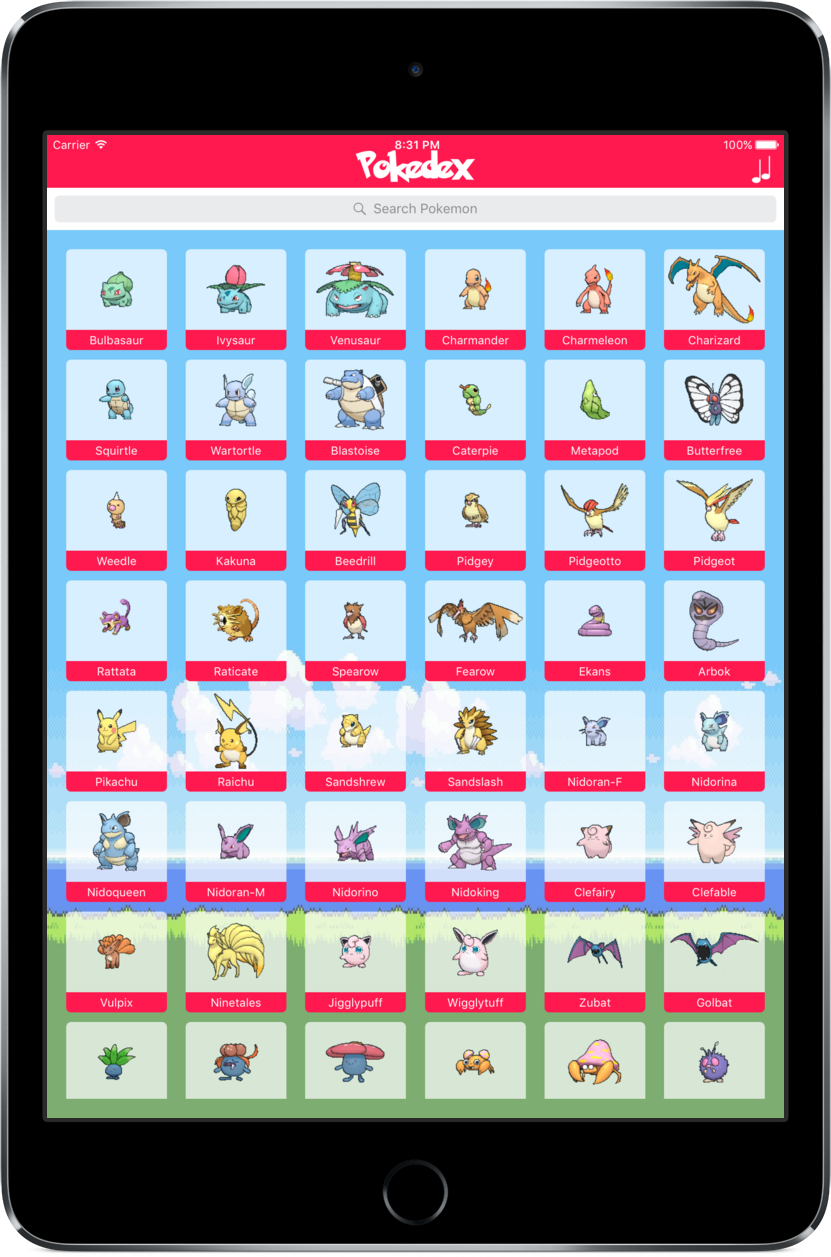 Carrier 8:31 PM 100%
Pokedex
Search Pokemon
Bulbasaur Ivysaur Venusaur Charmander Charmeleon Charizard
Squirtle Wartortle Blastoise Caterpie Metapod Butterfree
Weedle Kakuna Beedrill Pidgey Pidgeotto Pidgeot
Rattata Raticate Spearow Fearow Ekans Arbok
Pikachu Raichu Sandshrew Sandslash Nidoran-F Nidorina
Nidoqueen Nidoran-M Nidorino Nidoking Clefairy Clefable
Vulpix Ninetales Jigglypuff Wigglytuff Zubat Golbat